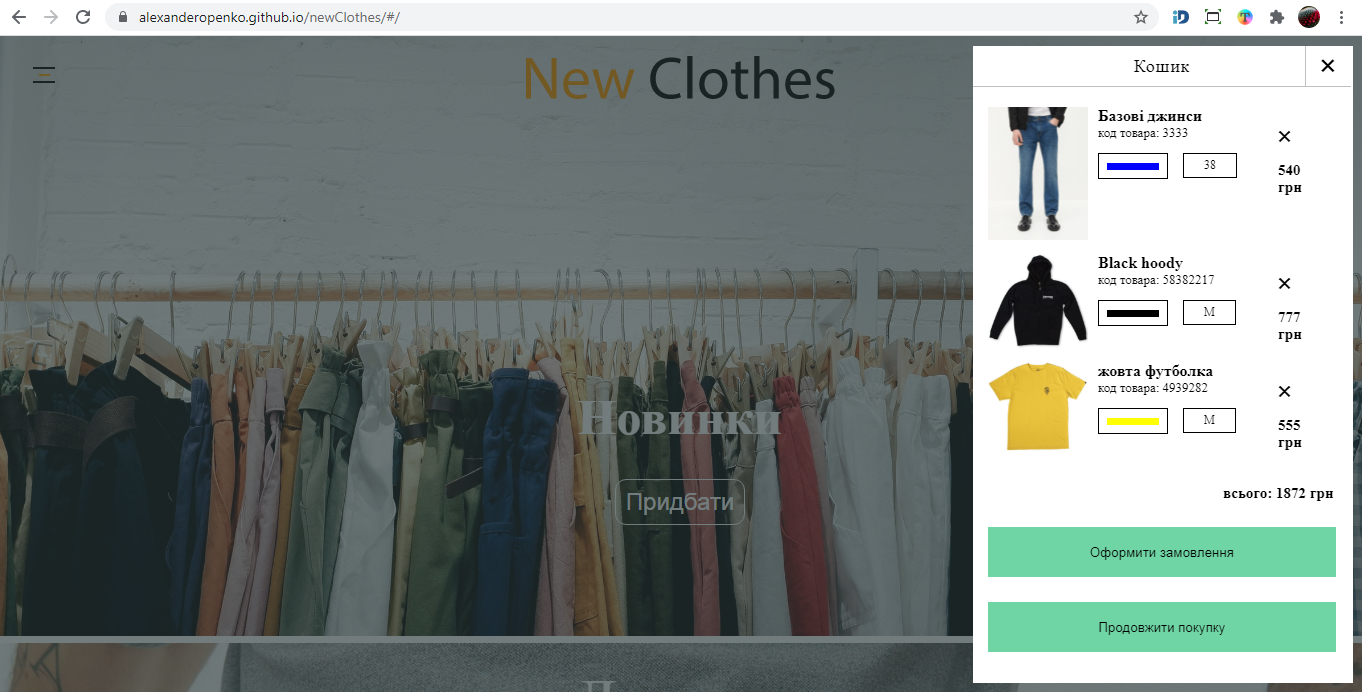 alexanderopenko.github.io/newClothes/#/
New Clothes
Новинки
Придбати
Кошик
Базові джинси
код товара: 3333
38
540
грн
Black hoody
код товара: 58382217
M
777
грн
жовта футболка
код товара: 4939282
M
555
грн
всього: 1872 грн
Оформити замовлення
Продовжити покупку